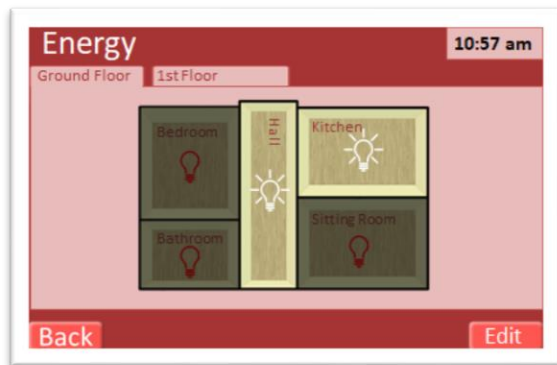 Energy
10:57 am
Ground Floor
1st Floor
Bedroom
Hall
Kitchen
Bathroom
Sitting Room
Back
Edit